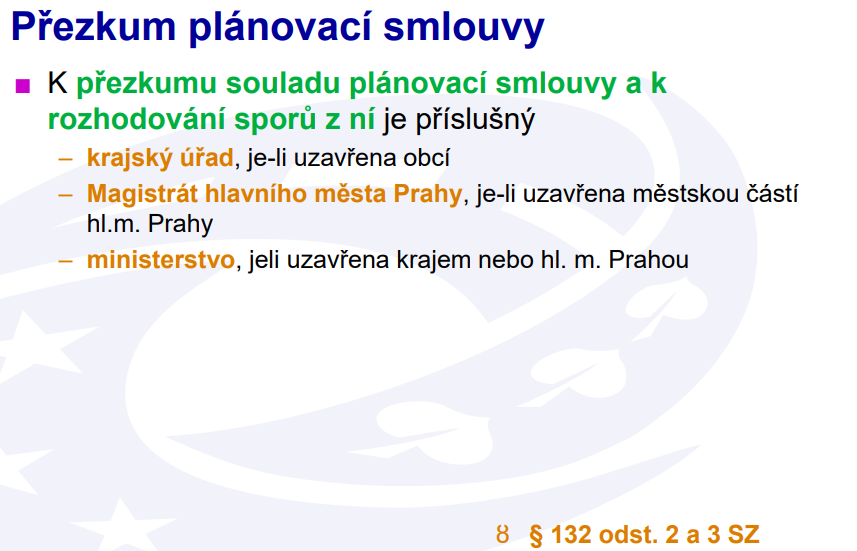 Přezkum plánovací smlouvy
K přezkumu souladu plánovací smlouvy a k
rozhodování sporů z ní je příslušný
– krajský úřad, je-li uzavřena obcí
– Magistrát hlavního města Prahy, je-li uzavřena městskou částí
hl.m. Prahy
– ministerstvo, jeli uzavřena krajem nebo hl. m. Prahou
8 § 132 odst. 2 a 3 SZ